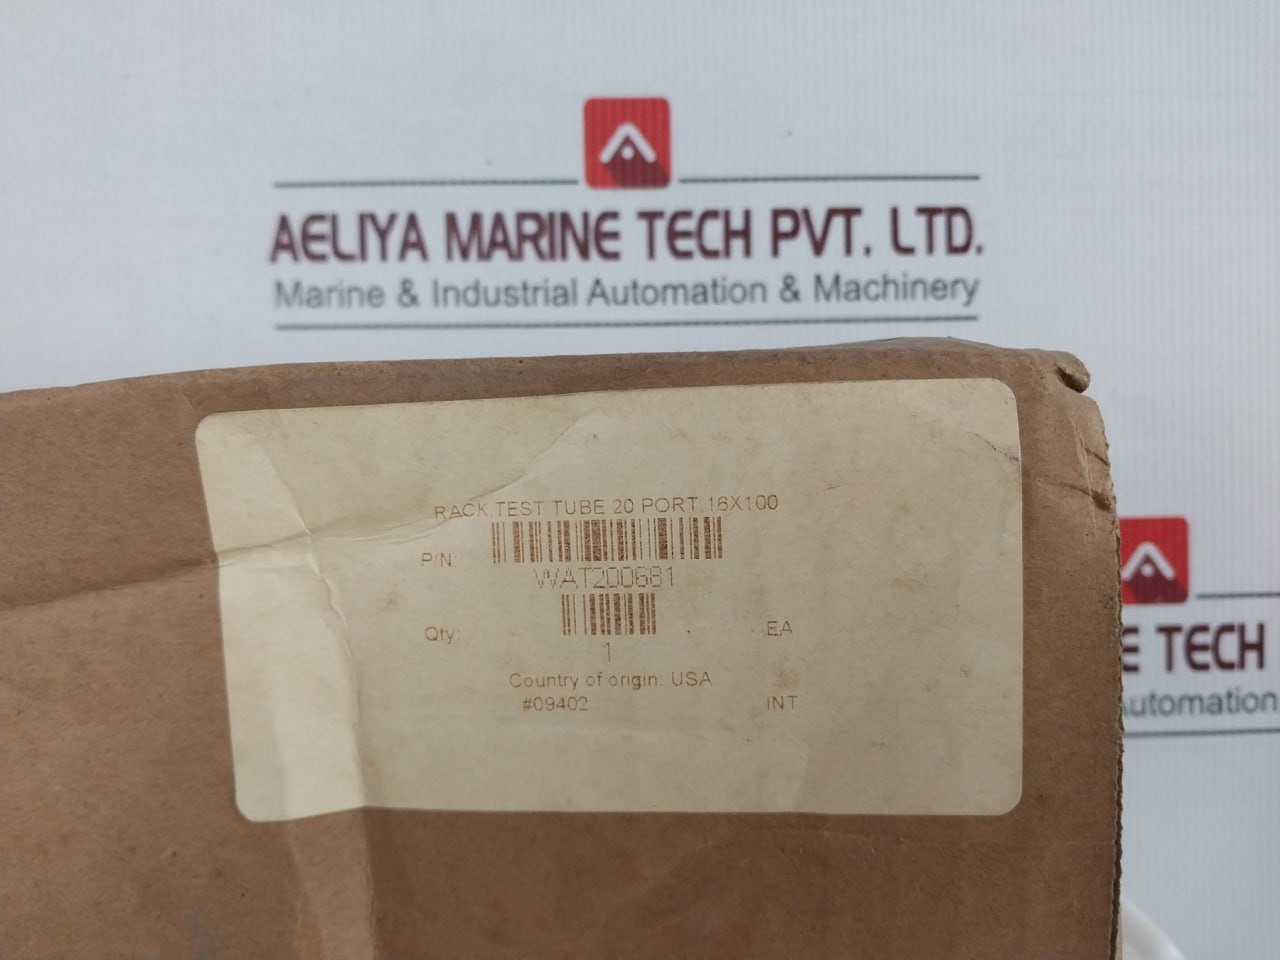 AELIYA MARINE TECH PVT. LTD.
Marine & Industrial Automation & Machinery
RACK,TEST TUBE 20 PORT,16X100
P/N:
WAT200681
Qty:
EA
1
Country of origin: USA
#09402
INT
E TECH
Automation